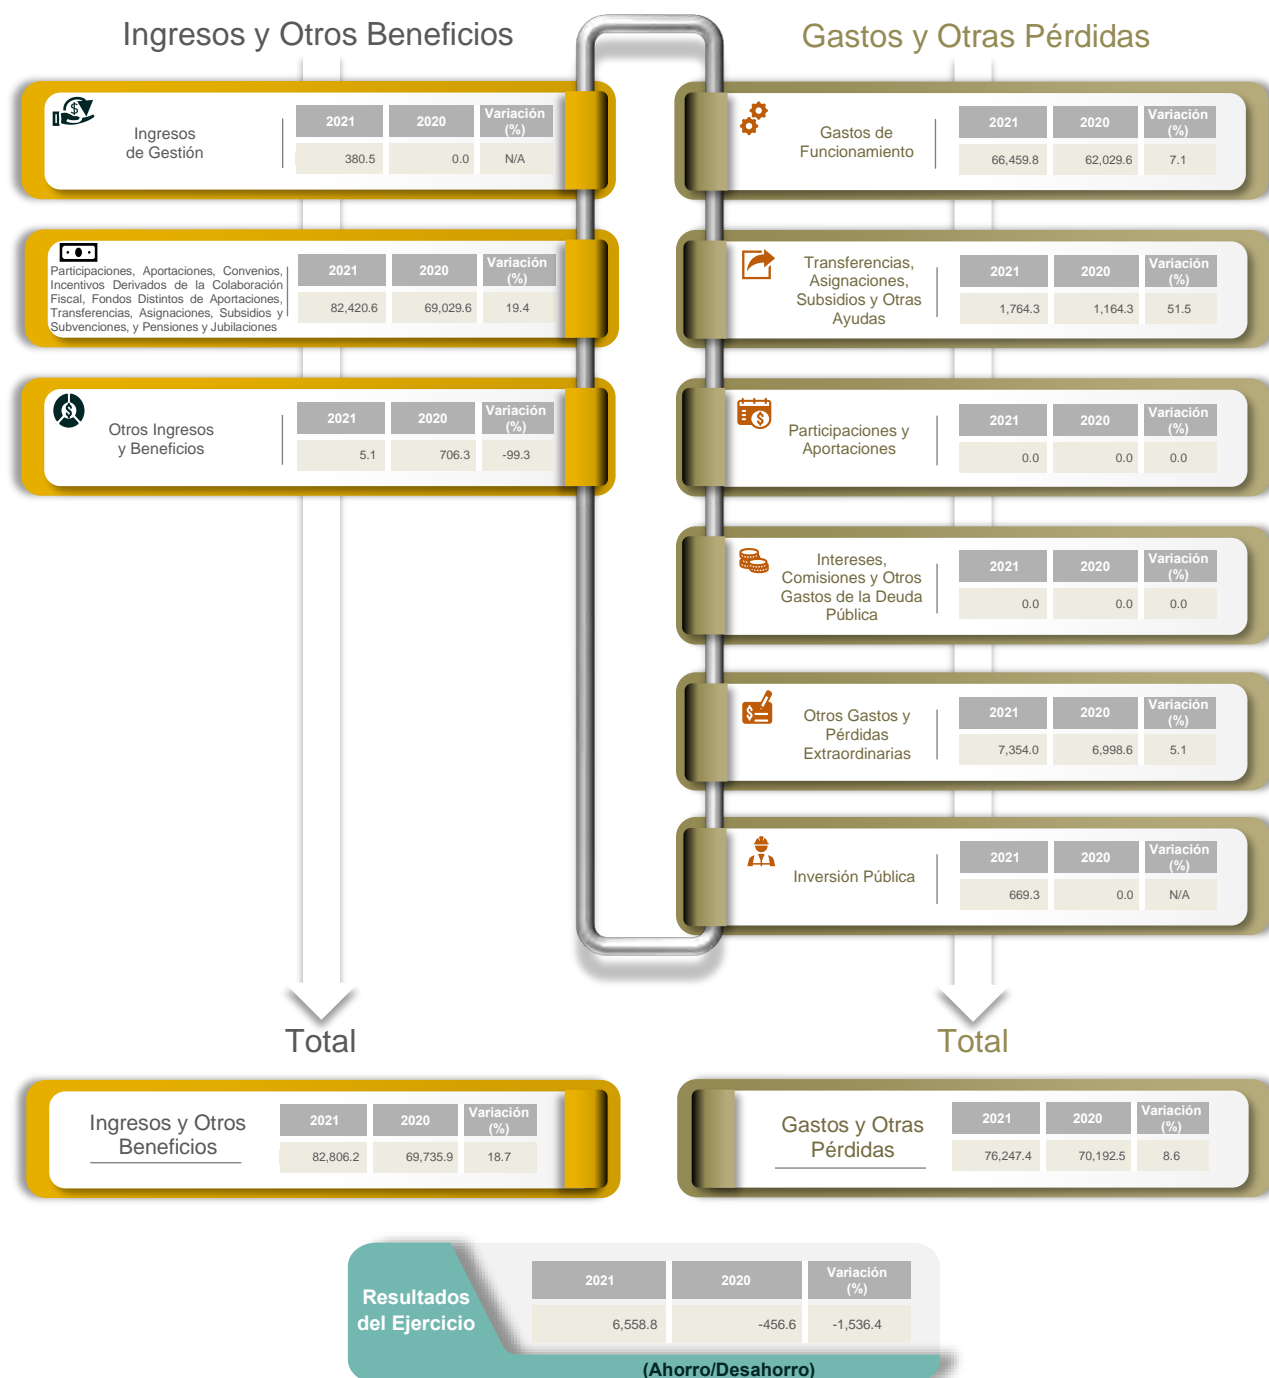 Ingresos y Otros Beneficios
Ingresos
de Gestión
2021 2020 Variación (%)
380.5 0.0 N/A
Participaciones, Aportaciones, Convenios,
Incentivos Derivados de la Colaboración
Fiscal, Fondos Distintos de Aportaciones,
Transferencias, Asignaciones, Subsidios y
Subvenciones, y Pensiones y Jubilaciones
2021 2020 Variación (%)
82,420.6 69,029.6 19.4
Otros Ingresos
y Beneficios
2021 2020 Variación (%)
5.1 706.3 -99.3
Total
Ingresos y Otros
Beneficios
2021 2020 Variación (%)
82,806.2 69,735.9 18.7
Gastos y Otras Pérdidas
Gastos de
Funcionamiento
2021 2020 Variación (%)
66,459.8 62,029.6 7.1
Transferencias,
Asignaciones,
Subsidios y Otras
Ayudas
2021 2020 Variación (%)
1,764.3 1,164.3 51.5
Participaciones y
Aportaciones
2021 2020 Variación (%)
0.0 0.0 0.0
Intereses,
Comisiones y Otros
Gastos de la Deuda
Pública
2021 2020 Variación (%)
0.0 0.0 0.0
Otros Gastos y
Pérdidas
Extraordinarias
2021 2020 Variación (%)
7,354.0 6,998.6 5.1
Inversión Pública
2021 2020 Variación (%)
669.3 0.0 N/A
Total
Gastos y Otras
Pérdidas
2021 2020 Variación (%)
76,247.4 70,192.5 8.6
Resultados
del Ejercicio
2021 2020 Variación (%)
6,558.8 -456.6 -1,536.4
(Ahorro/Desahorro)